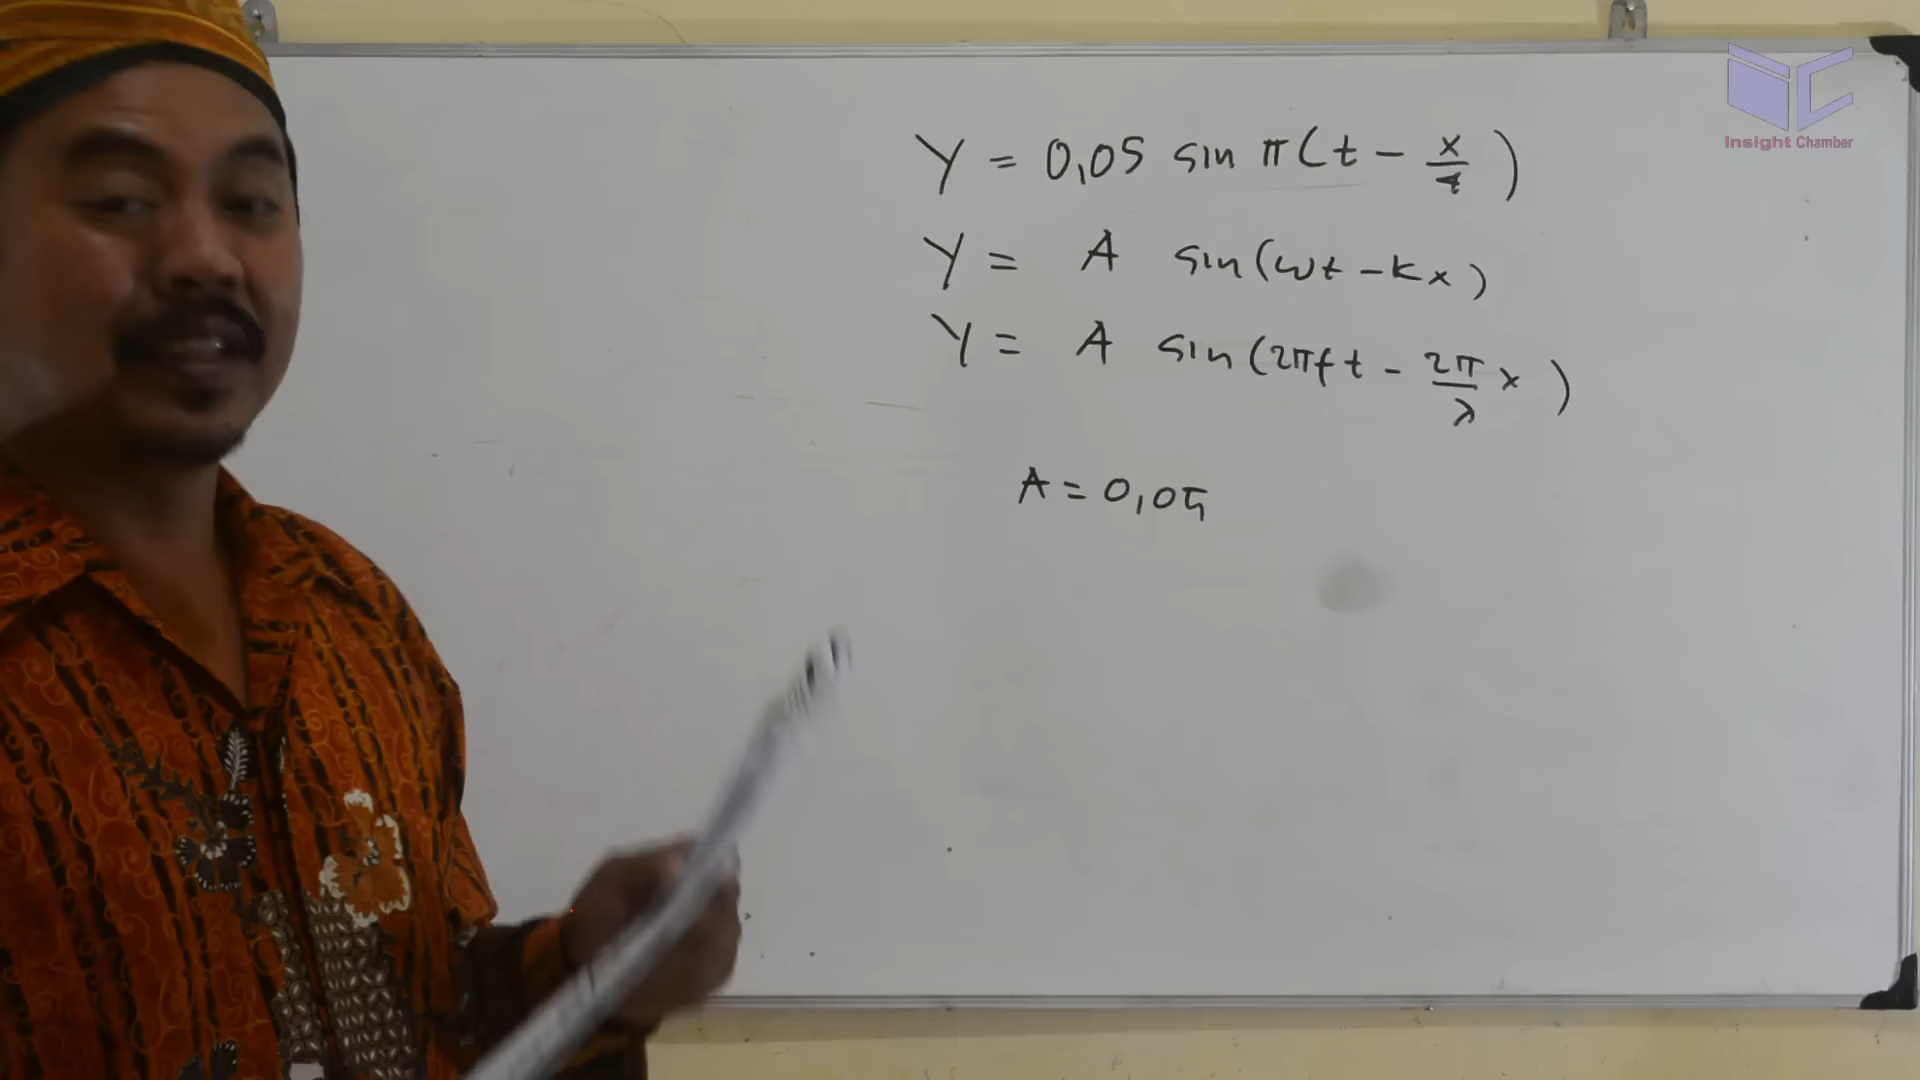 Y = 0,05 sin π(t - x/4)
Y = A sin(ωt - kx)
Y = A sin(2πft - 2π/λ x)
A = 0,05
Insight Chamber